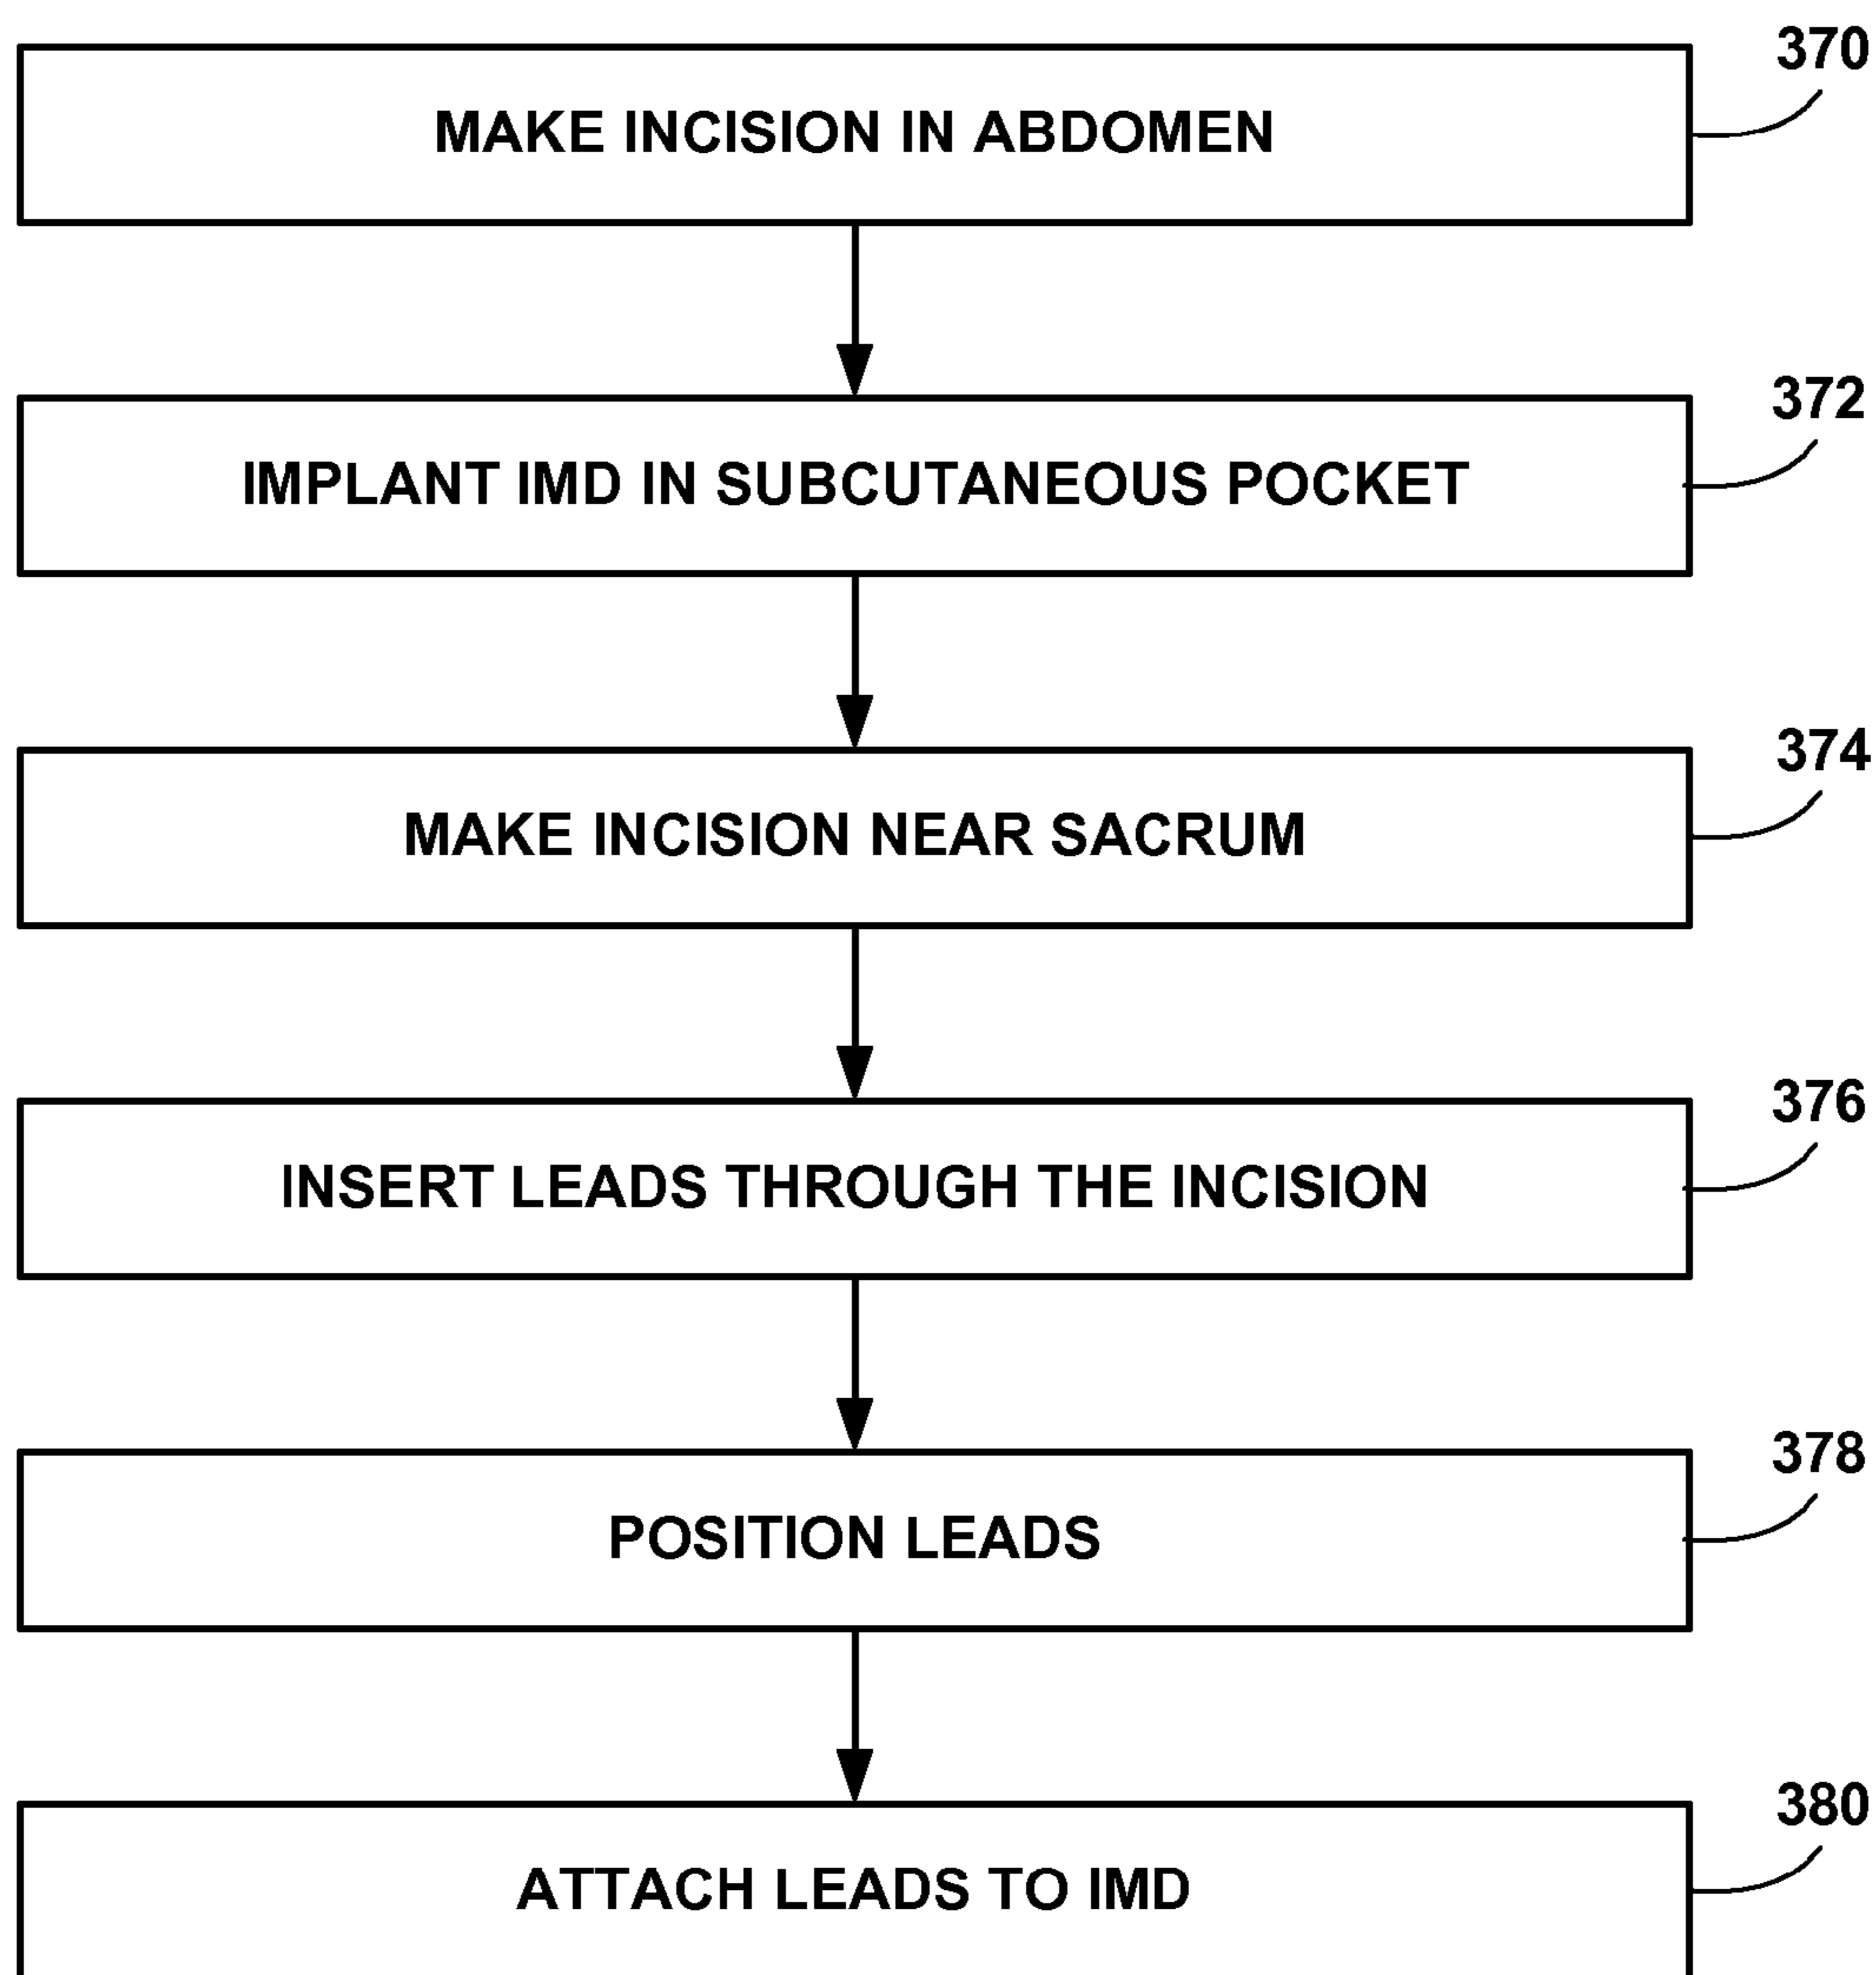 370
MAKE INCISION IN ABDOMEN
372
IMPLANT IMD IN SUBCUTANEOUS POCKET
374
MAKE INCISION NEAR SACRUM
376
INSERT LEADS THROUGH THE INCISION
378
POSITION LEADS
380
ATTACH LEADS TO IMD